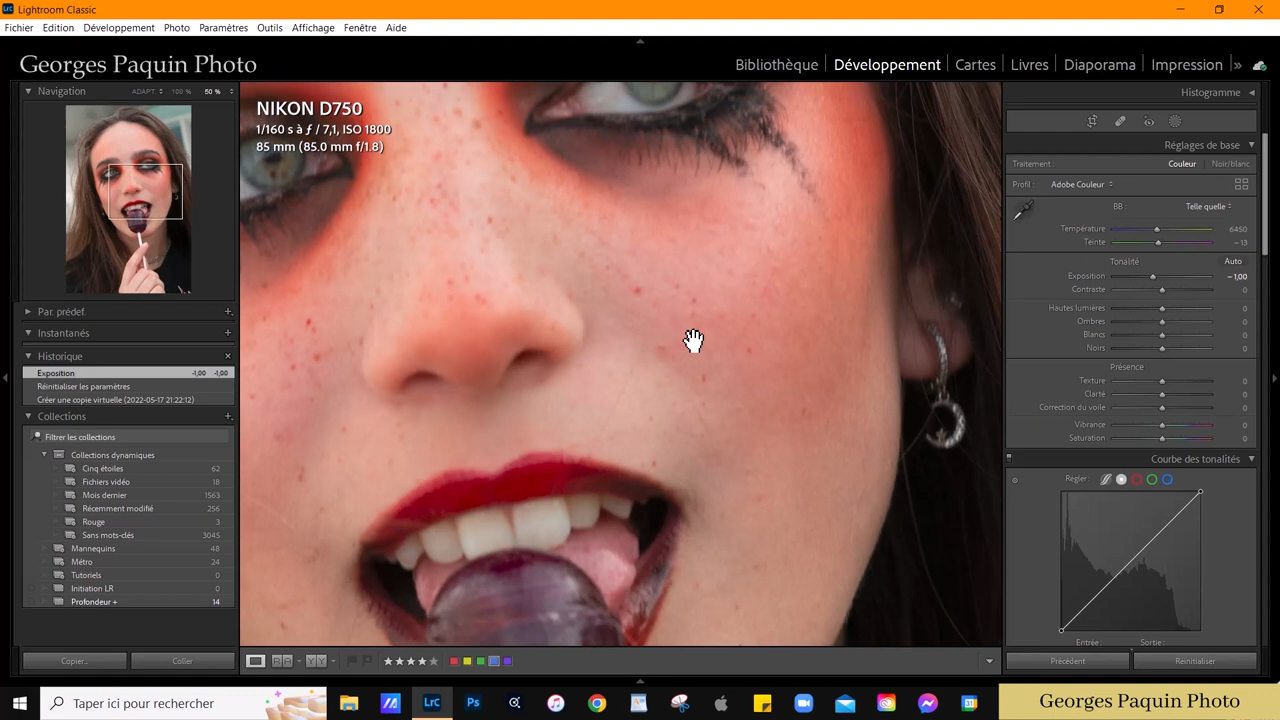 Lightroom Classic
Fichier Edition Développement Photo Paramètres Outils Affichage Fenêtre Aide
Georges Paquin Photo
Bibliothèque Développement Cartes Livres Diaporama Impression »
Navigation ADAPT. 100 % 50 %
Par. prédef.
Instantanés
Historique
Exposition -1,00 -1,00
Réinitialiser les paramètres
Créer une copie virtuelle (2022-05-17 21:22:12)
Collections
Filtrer les collections
Collections dynamiques
Cinq étoiles 62
Fichiers vidéo 18
Mois dernier 1563
Récemment modifié 256
Rouge 3
Sans mots-clés 3045
Mannequins 48
Métro 24
Tutoriels 0
Initiation LR 0
Profondeur + 14
Copier... Coller
NIKON D750
1/160 s à ƒ / 7,1, ISO 1800
85 mm (85.0 mm f/1.8)
Histogramme
Réglages de base
Traitement : Couleur Noir/blanc
Profil : Adobe Couleur
BB : Telle quelle
Température 6450
Teinte – 13
Tonalité Auto
Exposition – 1,00
Contraste 0
Hautes lumières 0
Ombres 0
Blancs 0
Noirs 0
Présence
Texture 0
Clarté 0
Correction du voile 0
Vibrance 0
Saturation 0
Courbe des tonalités
Régler :
Entrée : Sortie :
Précédent Réinitialiser
Taper ici pour rechercher
LrC Ps
Georges Paquin Photo